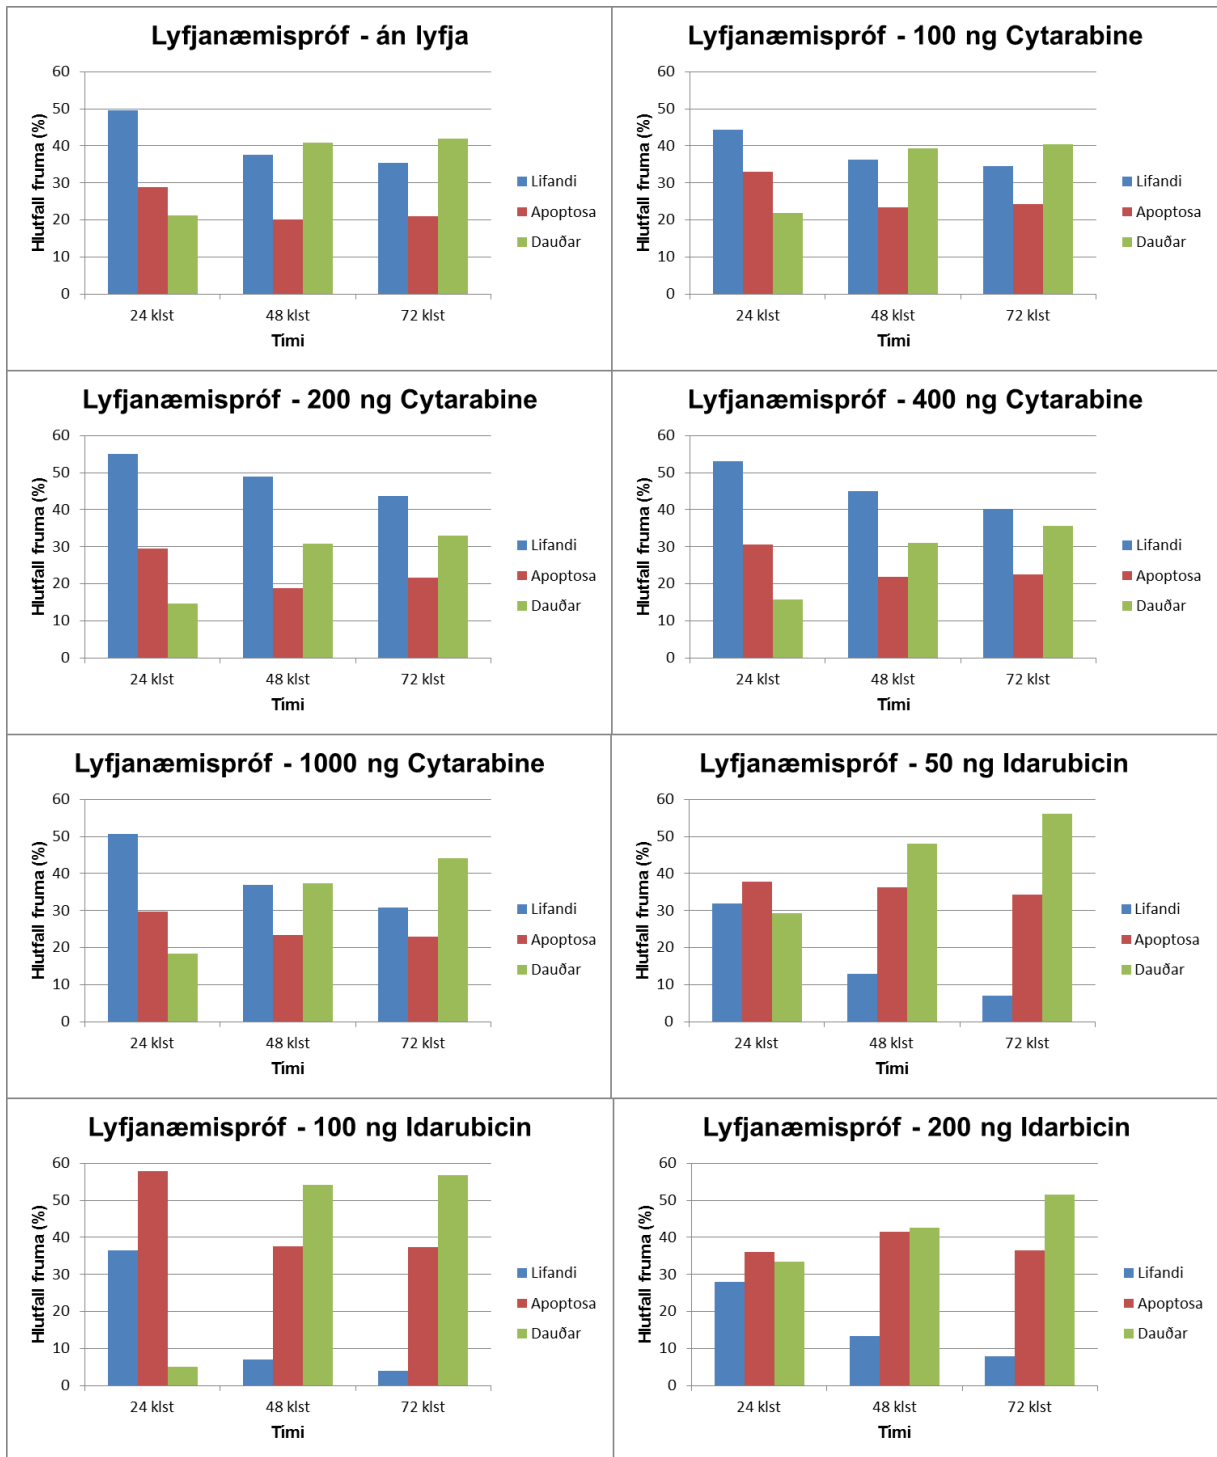 Lyfjanæmispróf - án lyfja
Hlutfall fruma (%)
60
50
40
30
20
10
0
24 klst
48 klst
72 klst
Tími
Lifandi
Apoptosa
Dauðar
Lyfjanæmispróf - 100 ng Cytarabine
Hlutfall fruma (%)
60
50
40
30
20
10
0
24 klst
48 klst
72 klst
Tími
Lifandi
Apoptosa
Dauðar
Lyfjanæmispróf - 200 ng Cytarabine
Hlutfall fruma (%)
60
50
40
30
20
10
0
24 klst
48 klst
72 klst
Tími
Lifandi
Apoptosa
Dauðar
Lyfjanæmispróf - 400 ng Cytarabine
Hlutfall fruma (%)
60
50
40
30
20
10
0
24 klst
48 klst
72 klst
Tími
Lifandi
Apoptosa
Dauðar
Lyfjanæmispróf - 1000 ng Cytarabine
Hlutfall fruma (%)
60
50
40
30
20
10
0
24 klst
48 klst
72 klst
Tími
Lifandi
Apoptosa
Dauðar
Lyfjanæmispróf - 50 ng Idarubicin
Hlutfall fruma (%)
60
50
40
30
20
10
0
24 klst
48 klst
72 klst
Tími
Lifandi
Apoptosa
Dauðar
Lyfjanæmispróf - 100 ng Idarubicin
Hlutfall fruma (%)
60
50
40
30
20
10
0
24 klst
48 klst
72 klst
Tími
Lifandi
Apoptosa
Dauðar
Lyfjanæmispróf - 200 ng Idarbicin
Hlutfall fruma (%)
60
50
40
30
20
10
0
24 klst
48 klst
72 klst
Tími
Lifandi
Apoptosa
Dauðar